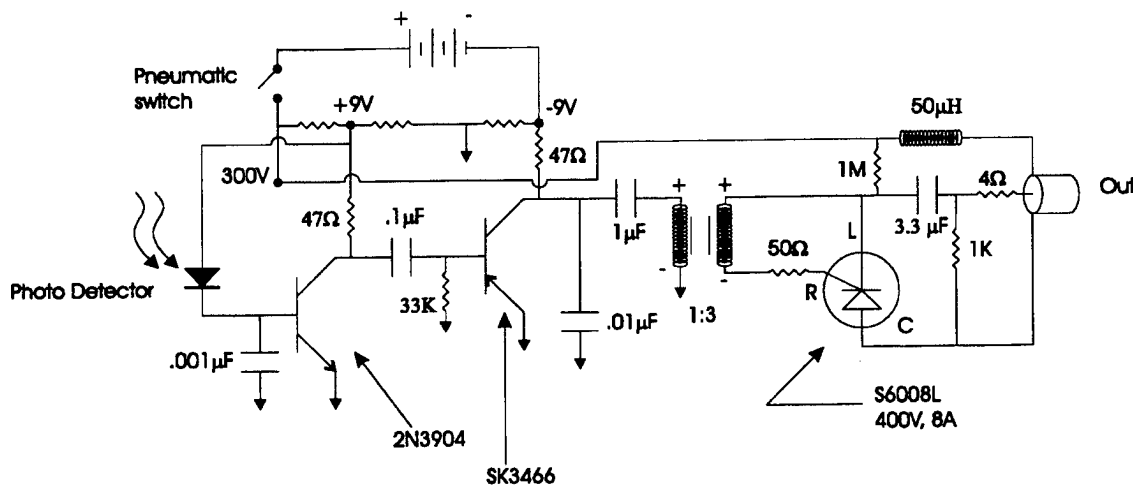 + -
Pneumatic
switch
+9V
-9V
50µH
300V
47Ω
1M
4Ω
Out
47Ω
.1µF
+
+
1µF
3.3 µF
L
50Ω
1K
Photo Detector
33K
-
-
R
C
.001µF
.01µF
1:3
S6008L
400V, 8A
2N3904
SK3466